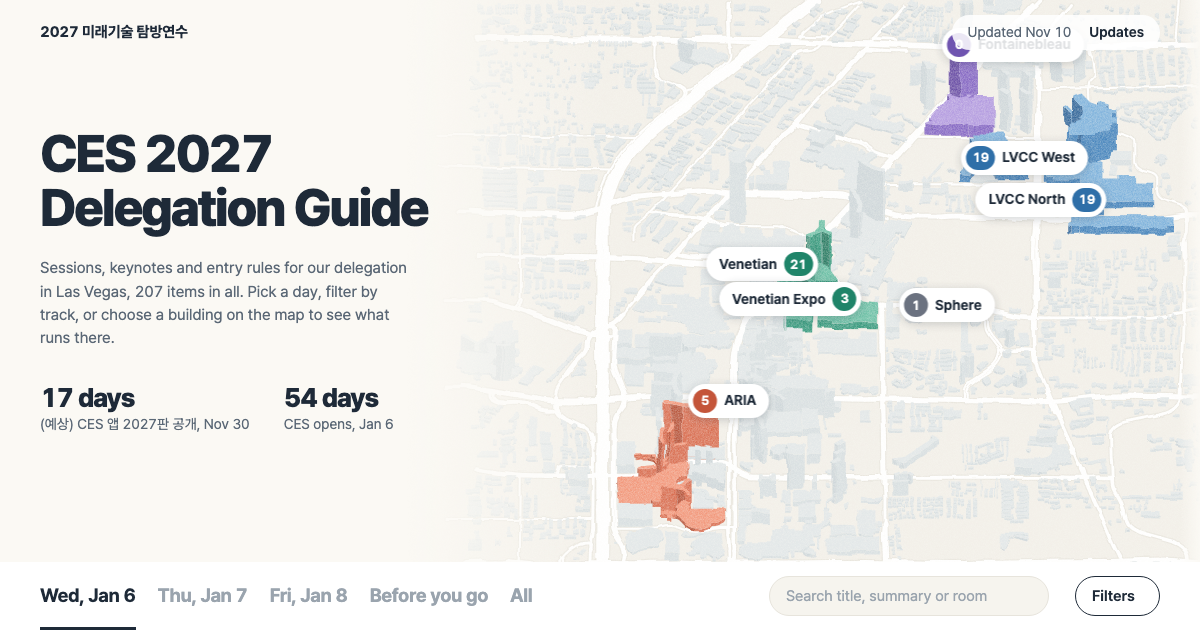 2027 미래기술 탐방연수
Updated Nov 10 Updates
Fontainebleau
CES 2027
Delegation Guide
Sessions, keynotes and entry rules for our delegation
in Las Vegas, 207 items in all. Pick a day, filter by
track, or choose a building on the map to see what
runs there.
17 days
(예상) CES 앱 2027판 공개, Nov 30
54 days
CES opens, Jan 6
19 LVCC West
LVCC North 19
Venetian 21
Venetian Expo 3
1 Sphere
5 ARIA
Wed, Jan 6 Thu, Jan 7 Fri, Jan 8 Before you go All
Search title, summary or room
Filters